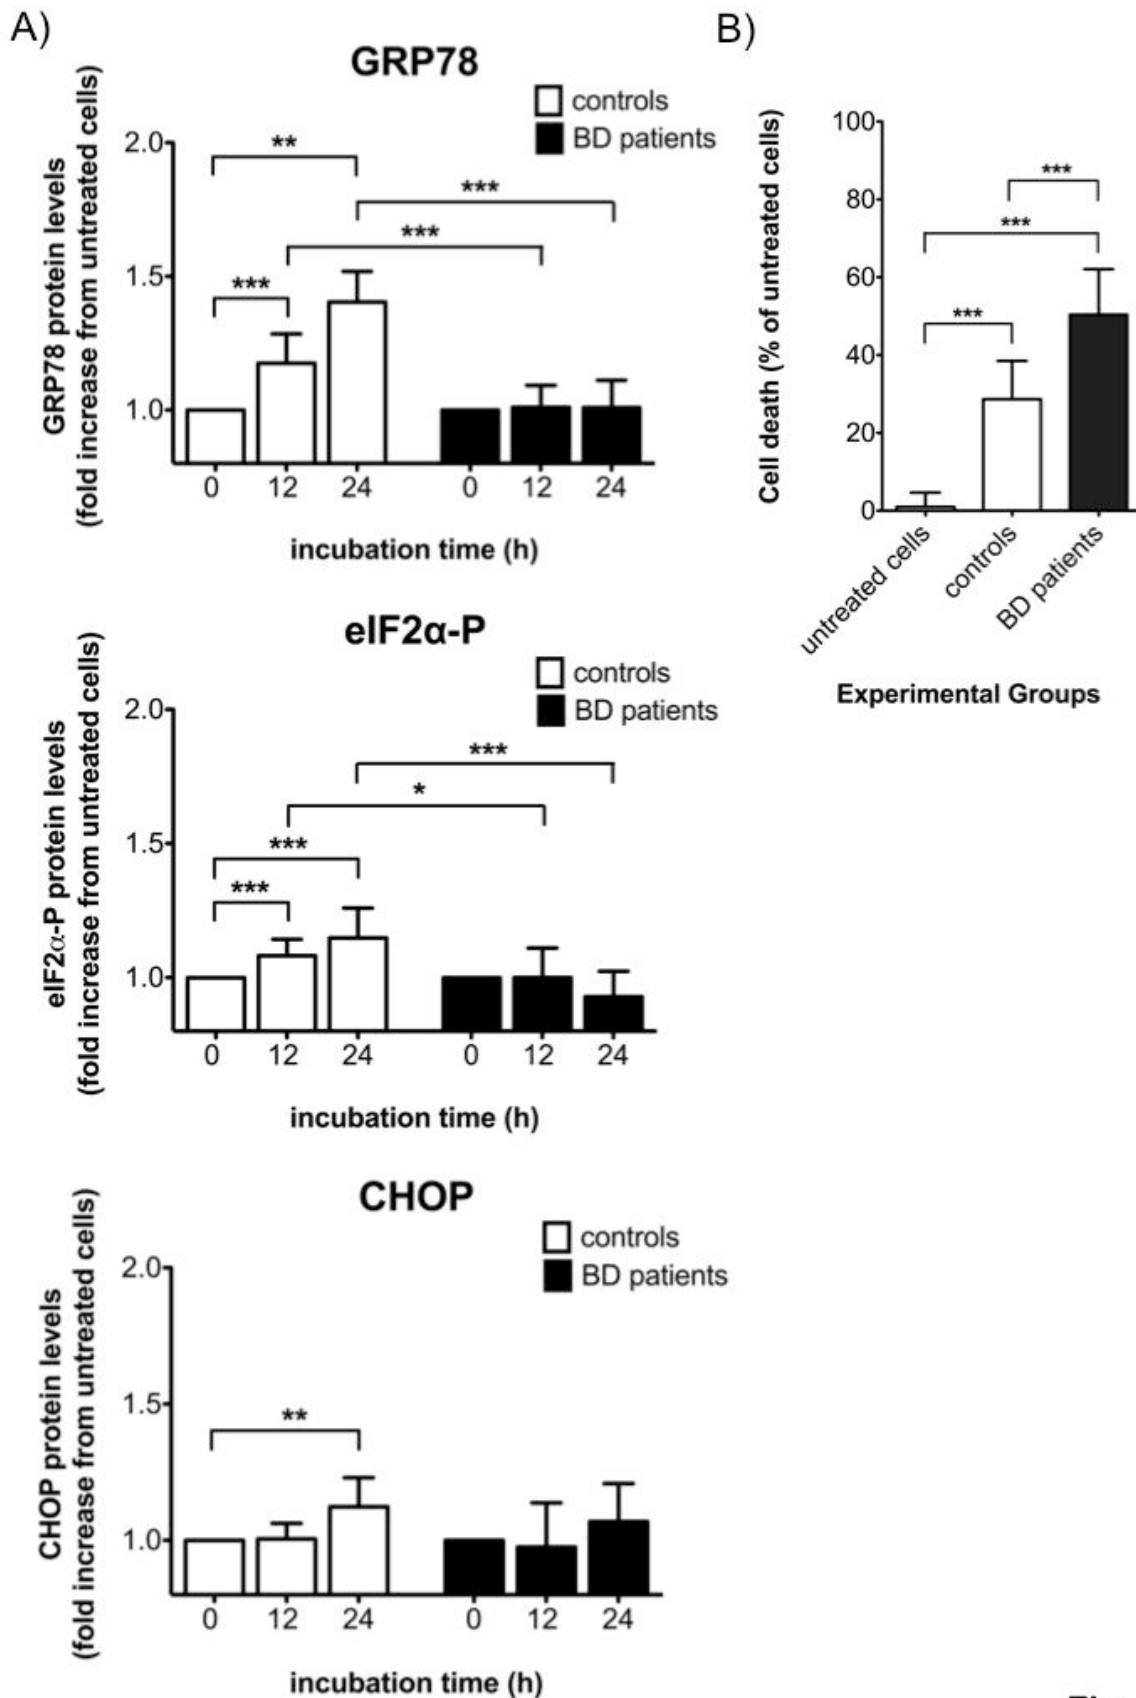 A)
GRP78
controls
BD patients
GRP78 protein levels
(fold increase from untreated cells)
2.0
1.5
1.0
**
***
***
***
0 12 24 0 12 24
incubation time (h)
eIF2α-P
controls
BD patients
eIF2α-P protein levels
(fold increase from untreated cells)
2.0
1.5
1.0
***
*
***
***
0 12 24 0 12 24
incubation time (h)
CHOP
controls
BD patients
CHOP protein levels
(fold increase from untreated cells)
2.0
1.5
1.0
**
0 12 24 0 12 24
incubation time (h)
B)
Cell death (% of untreated cells)
100
80
60
40
20
0
***
***
***
untreated cells
controls
BD patients
Experimental Groups